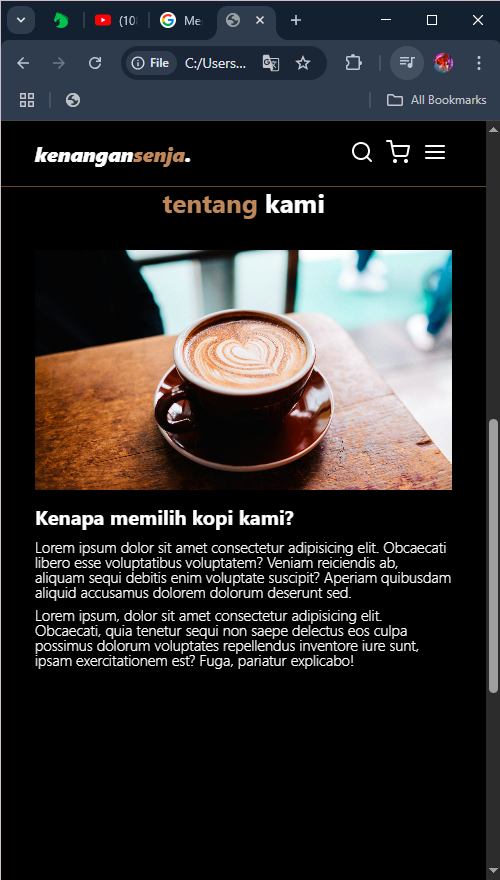 (10
Me
File
C:/Users...
All Bookmarks
kenangansenja.
tentang kami
Kenapa memilih kopi kami?
Lorem ipsum dolor sit amet consectetur adipisicing elit. Obcaecati
libero esse voluptatibus voluptatem? Veniam reiciendis ab,
aliquam sequi debitis enim voluptate suscipit? Aperiam quibusdam
aliquid accusamus dolorem dolorum deserunt sed.
Lorem ipsum, dolor sit amet consectetur adipisicing elit.
Obcaecati, quia tenetur sequi non saepe delectus eos culpa
possimus dolorum voluptates repellendus inventore iure sunt,
ipsam exercitationem est? Fuga, pariatur explicabo!